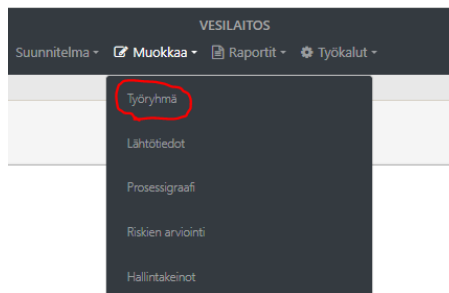 VESILAITOS
Suunnitelma Muokkaa Raportit Työkalut
Työryhmä
Lähtötiedot
Prosessigraafi
Riskien arviointi
Hallintakeinot